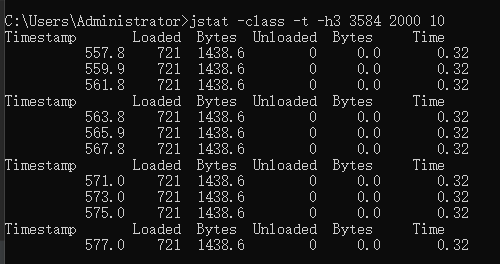 C:\Users\Administrator>jstat -class -t -h3 3584 2000 10
Timestamp       Loaded  Bytes  Unloaded  Bytes     Time
          557.8    721  1438.6        0     0.0       0.32
          559.9    721  1438.6        0     0.0       0.32
          561.8    721  1438.6        0     0.0       0.32
Timestamp       Loaded  Bytes  Unloaded  Bytes     Time
          563.8    721  1438.6        0     0.0       0.32
          565.9    721  1438.6        0     0.0       0.32
          567.8    721  1438.6        0     0.0       0.32
Timestamp       Loaded  Bytes  Unloaded  Bytes     Time
          571.0    721  1438.6        0     0.0       0.32
          573.0    721  1438.6        0     0.0       0.32
          575.0    721  1438.6        0     0.0       0.32
Timestamp       Loaded  Bytes  Unloaded  Bytes     Time
          577.0    721  1438.6        0     0.0       0.32